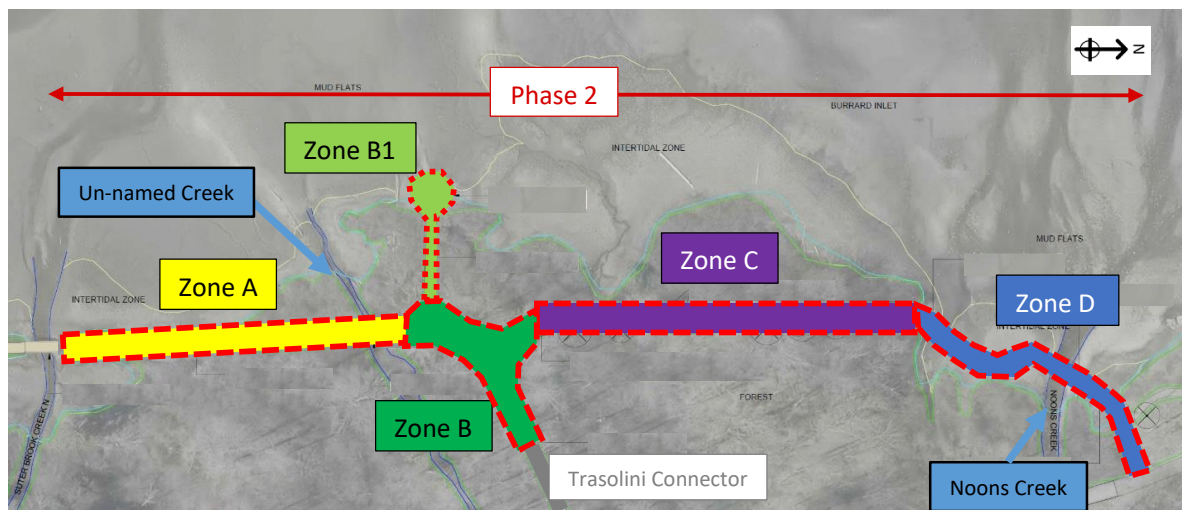 N
Phase 2
MUD FLATS
BURRARD INLET
Zone B1
INTERTIDAL ZONE
Un-named Creek
Zone C
MUD FLATS
Zone A
Zone D
INTERTIDAL ZONE
INTERTIDAL ZONE
Zone B
FOREST
NOONS CREEK
SUTER BROOK CREEK N
Trasolini Connector
Noons Creek